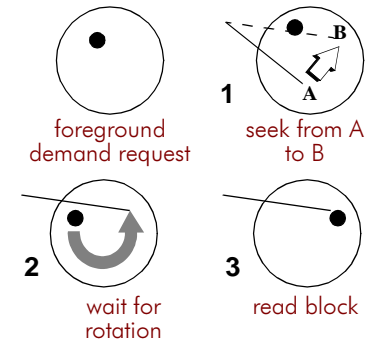 foreground
demand request
1
A
B
seek from A
to B
2
wait for
rotation
3
read block